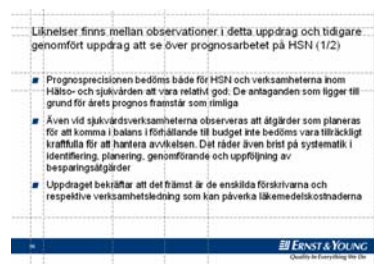 Liknelser finns mellan observationer i detta uppdrag och tidigare
genomfört uppdrag att se över prognosarbetet på HSN (1/2)
Prognosprecisionen bedöms både för HSN och verksamheterna inom
Hälso- och sjukvården att vara relativt god. De antaganden som ligger till
grund för årets prognos framstår som rimliga
Även vid sjukvårdsverksamheterna observeras att åtgärder som planeras
för att komma i balans i förhållande till budget inte bedöms vara tillräckligt
kraftfulla för att hantera avvikelsen. Det råder även brist på systematik i
identifiering, planering, genomförande och uppföljning av
besparingsåtgärder
Uppdraget bekräftar att det främst är de enskilda förskrivarna och
respektive verksamhetsledning som kan påverka läkemedelskostnaderna
ERNST & YOUNG
Quality In Everything We Do